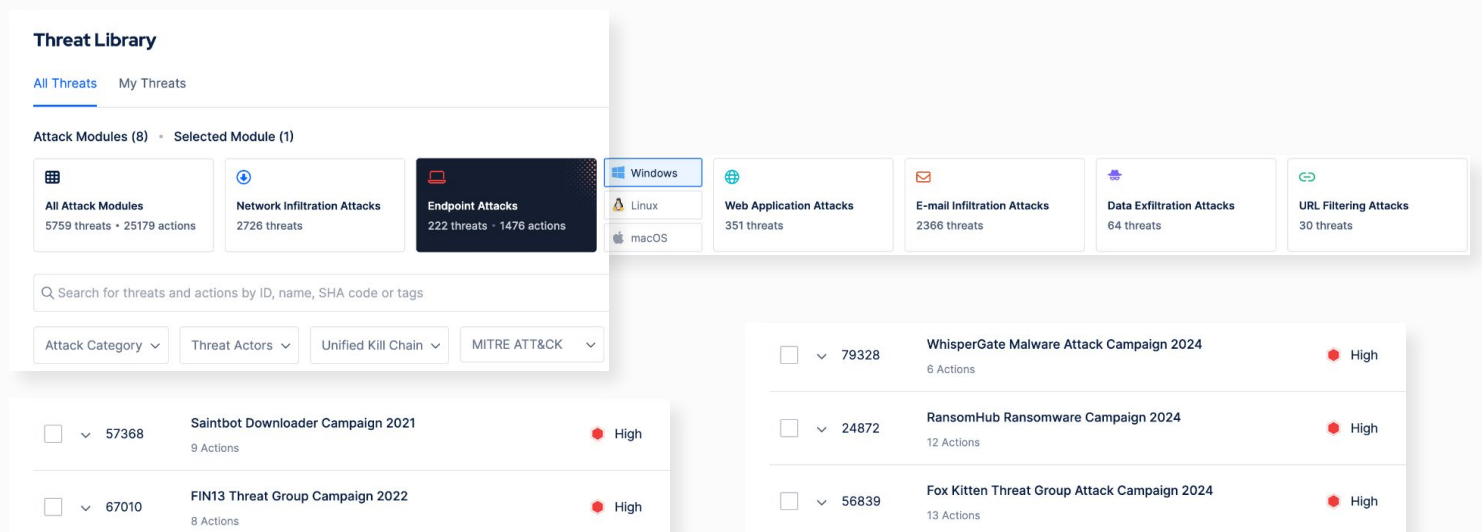 Threat Library
All Threats My Threats
Attack Modules (8) • Selected Module (1)
All Attack Modules
5759 threats • 25179 actions
Network Infiltration Attacks
2726 threats
Endpoint Attacks
222 threats • 1476 actions
Windows
Linux
macOS
Web Application Attacks
351 threats
E-mail Infiltration Attacks
2366 threats
Data Exfiltration Attacks
64 threats
URL Filtering Attacks
30 threats
Search for threats and actions by ID, name, SHA code or tags
Attack Category Threat Actors Unified Kill Chain MITRE ATT&CK
57368 Saintbot Downloader Campaign 2021 High
9 Actions
67010 FIN13 Threat Group Campaign 2022 High
8 Actions
79328 WhisperGate Malware Attack Campaign 2024 High
6 Actions
24872 RansomHub Ransomware Campaign 2024 High
12 Actions
56839 Fox Kitten Threat Group Attack Campaign 2024 High
13 Actions